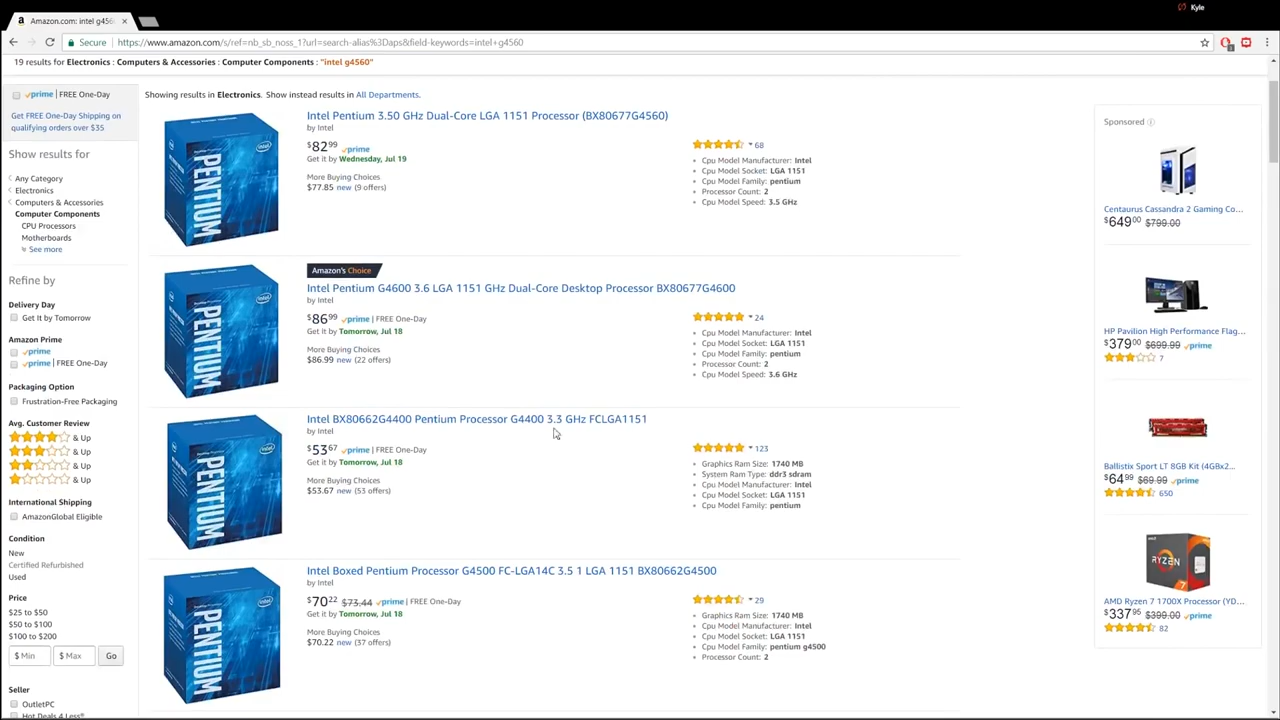 Kyle
Amazon.com: intel g456
Secure
https://www.amazon.com/s/ref=nb_sb_noss_1?url=search-alias%3Daps&field-keywords=intel+g4560
19 results for Electronics : Computers & Accessories : Computer Components : "intel g4560"
prime | FREE One-Day
Get FREE One-Day Shipping on
qualifying orders over $35
Show results for
Any Category
Electronics
Computers & Accessories
Computer Components
CPU Processors
Motherboards
See more
Refine by
Delivery Day
Get It by Tomorrow
Amazon Prime
prime
prime | FREE One-Day
Packaging Option
Frustration-Free Packaging
Avg. Customer Review
& Up
& Up
& Up
& Up
International Shipping
AmazonGlobal Eligible
Condition
New
Certified Refurbished
Used
Price
$25 to $50
$50 to $100
$100 to $200
$ Min
$ Max
Go
Seller
OutletPC
Hot Deals 4 Less®
Showing results in Electronics. Show instead results in All Departments.
Intel Pentium 3.50 GHz Dual-Core LGA 1151 Processor (BX80677G4560)
by Intel
$82 99 prime
Get it by Wednesday, Jul 19
More Buying Choices
$77.85 new (9 offers)
68
Cpu Model Manufacturer: Intel
Cpu Model Socket: LGA 1151
Cpu Model Family: pentium
Processor Count: 2
Cpu Model Speed: 3.5 GHz
PENTIUM
intel
Amazon's Choice
Intel Pentium G4600 3.6 LGA 1151 GHz Dual-Core Desktop Processor BX80677G4600
by Intel
$86 99 prime | FREE One-Day
Get it by Tomorrow, Jul 18
More Buying Choices
$86.99 new (22 offers)
24
Cpu Model Manufacturer: Intel
Cpu Model Socket: LGA 1151
Cpu Model Family: pentium
Processor Count: 2
Cpu Model Speed: 3.6 GHz
PENTIUM
intel
Intel BX80662G4400 Pentium Processor G4400 3.3 GHz FCLGA1151
by Intel
$53 67 prime | FREE One-Day
Get it by Tomorrow, Jul 18
More Buying Choices
$53.67 new (53 offers)
123
Graphics Ram Size: 1740 MB
System Ram Type: ddr3 sdram
Cpu Model Manufacturer: Intel
Cpu Model Socket: LGA 1151
Cpu Model Family: pentium
PENTIUM
intel
Intel Boxed Pentium Processor G4500 FC-LGA14C 3.5 1 LGA 1151 BX80662G4500
by Intel
$70 22 $73.44 prime | FREE One-Day
Get it by Tomorrow, Jul 18
More Buying Choices
$70.22 new (37 offers)
29
Graphics Ram Size: 1740 MB
Cpu Model Manufacturer: Intel
Cpu Model Socket: LGA 1151
Cpu Model Family: pentium g4500
Processor Count: 2
PENTIUM
intel
Sponsored
Centaurus Cassandra 2 Gaming Co...
$649 00 $799.00
HP Pavilion High Performance Flag...
$379 00 $699.99 prime
7
Ballistix Sport LT 8GB Kit (4GBx2...
$64 99 $69.99 prime
650
AMD
RYZEN
7
AMD Ryzen 7 1700X Processor (YD...
$337 95 $399.00 prime
82